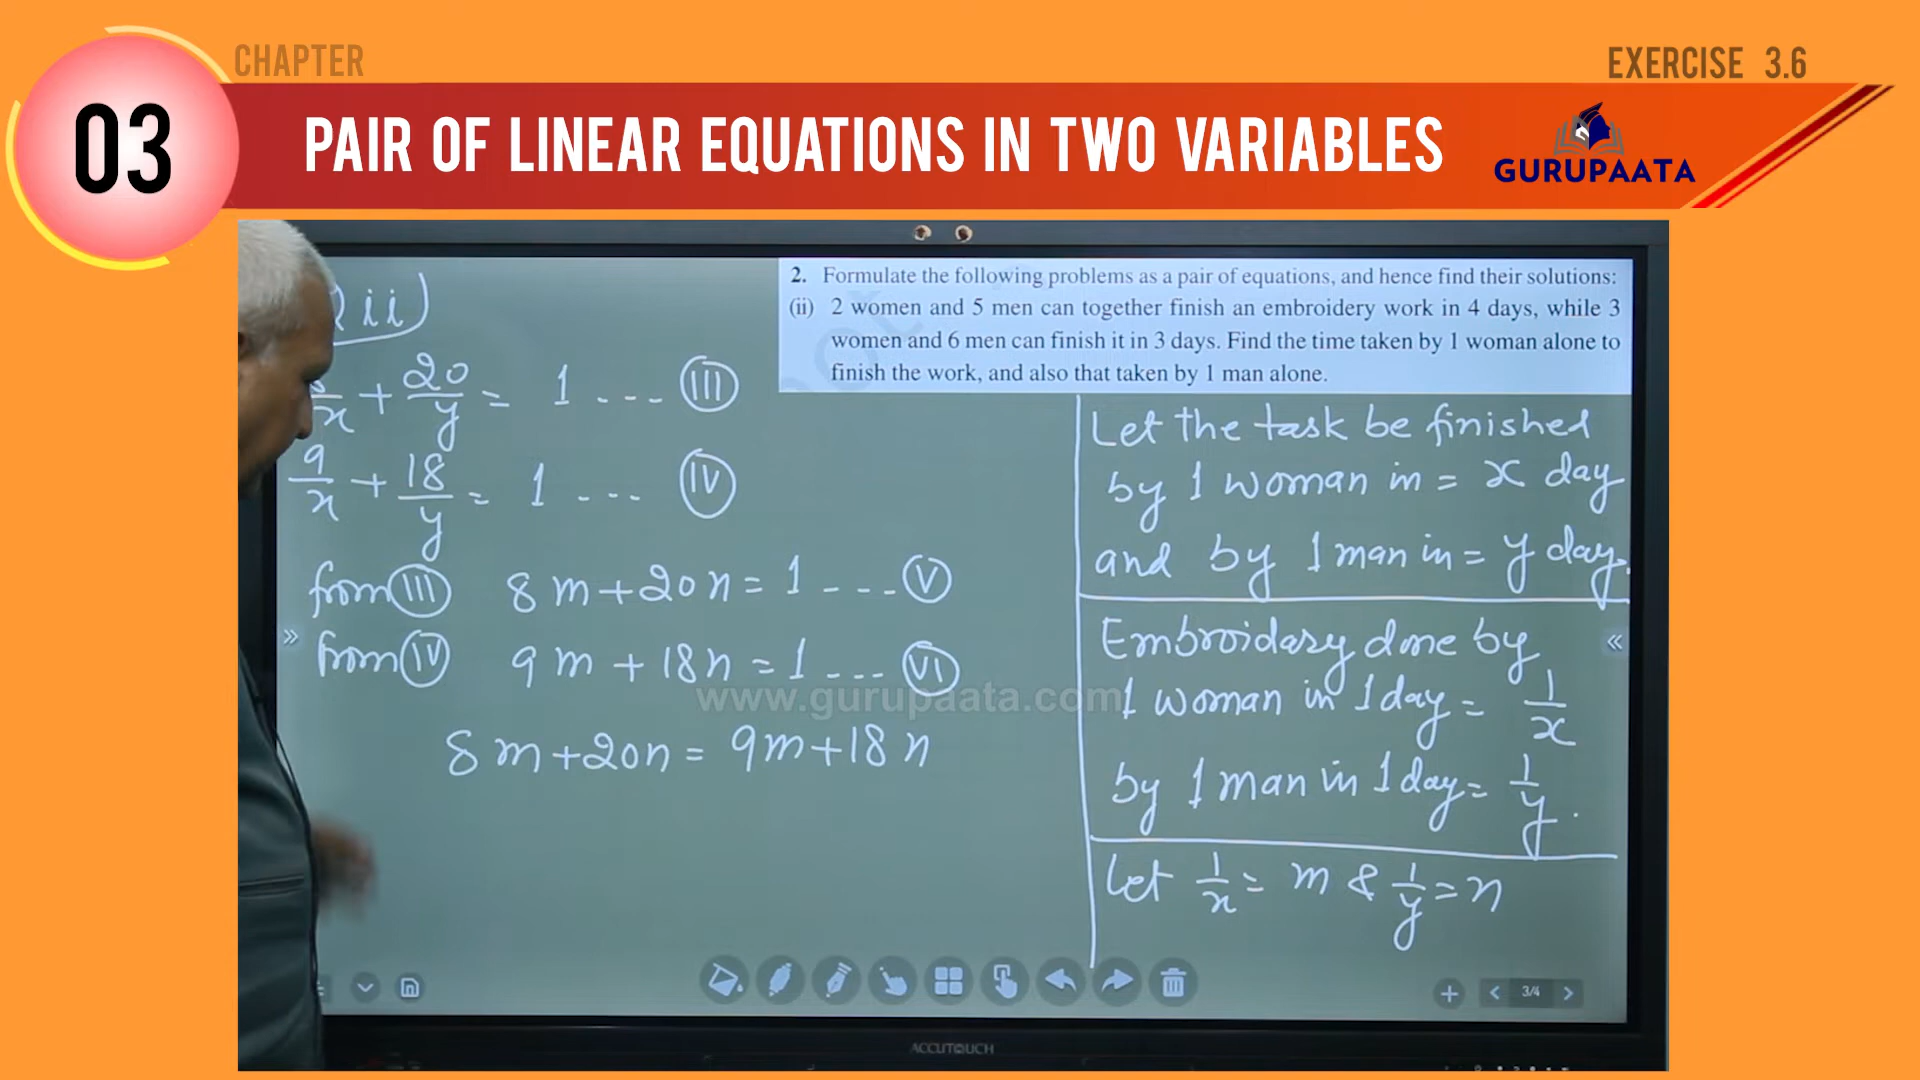 CHAPTER
03
EXERCISE 3.6
PAIR OF LINEAR EQUATIONS IN TWO VARIABLES
GURUPAATA
2. Formulate the following problems as a pair of equations, and hence find their solutions:
(ii) 2 women and 5 men can together finish an embroidery work in 4 days, while 3
women and 6 men can finish it in 3 days. Find the time taken by 1 woman alone to
finish the work, and also that taken by 1 man alone.
ii)
/x + 20/y = 1 ... III
9/x + 18/y = 1 ... IV
from III 8m + 20n = 1 ... V
from IV 9m + 18n = 1 ... VI
8m + 20n = 9m + 18n
Let the task be finished
by 1 woman in = x day
and by 1 man in = y day.
Embroidary done by
1 woman in 1 day = 1/x
by 1 man in 1 day = 1/y.
Let 1/x = m & 1/y = n
www.gurupaata.com
3/4
ACCUTOUCH